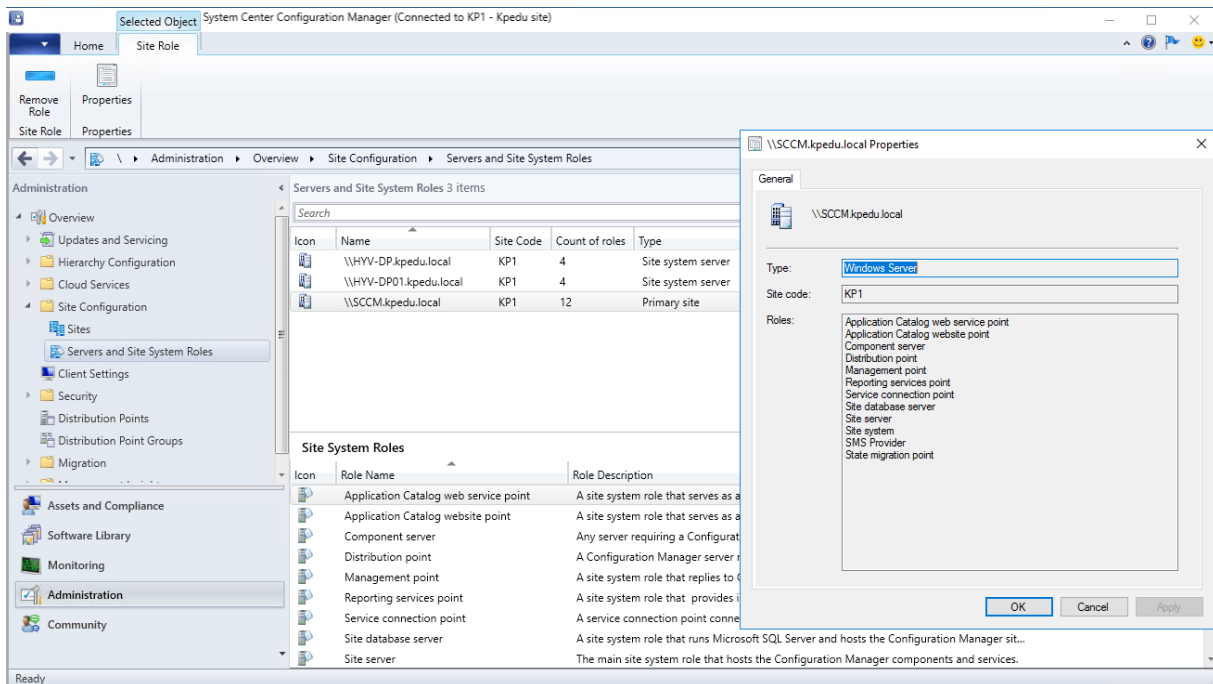 Selected Object
System Center Configuration Manager (Connected to KP1 - Kpedu site)
Home
Site Role
Remove
Role
Properties
Site Role
Properties
\ Administration Overview Site Configuration Servers and Site System Roles
Administration
Overview
Updates and Servicing
Hierarchy Configuration
Cloud Services
Site Configuration
Sites
Servers and Site System Roles
Client Settings
Security
Distribution Points
Distribution Point Groups
Migration
Assets and Compliance
Software Library
Monitoring
Administration
Community
Servers and Site System Roles 3 items
Search
Icon Name Site Code Count of roles Type
\\HYV-DP.kpedu.local KP1 4 Site system server
\\HYV-DP01.kpedu.local KP1 4 Site system server
\\SCCM.kpedu.local KP1 12 Primary site
Site System Roles
Icon Role Name Role Description
Application Catalog web service point A site system role that serves as a
Application Catalog website point A site system role that serves as a
Component server Any server requiring a Configurat
Distribution point A Configuration Manager server r
Management point A site system role that replies to C
Reporting services point A site system role that provides i
Service connection point A service connection point conne
Site database server A site system role that runs Microsoft SQL Server and hosts the Configuration Manager sit...
Site server The main site system role that hosts the Configuration Manager components and services.
\\SCCM.kpedu.local Properties
General
\\SCCM.kpedu.local
Type: Windows Server
Site code: KP1
Roles:
Application Catalog web service point
Application Catalog website point
Component server
Distribution point
Management point
Reporting services point
Service connection point
Site database server
Site server
Site system
SMS Provider
State migration point
OK Cancel Apply
Ready